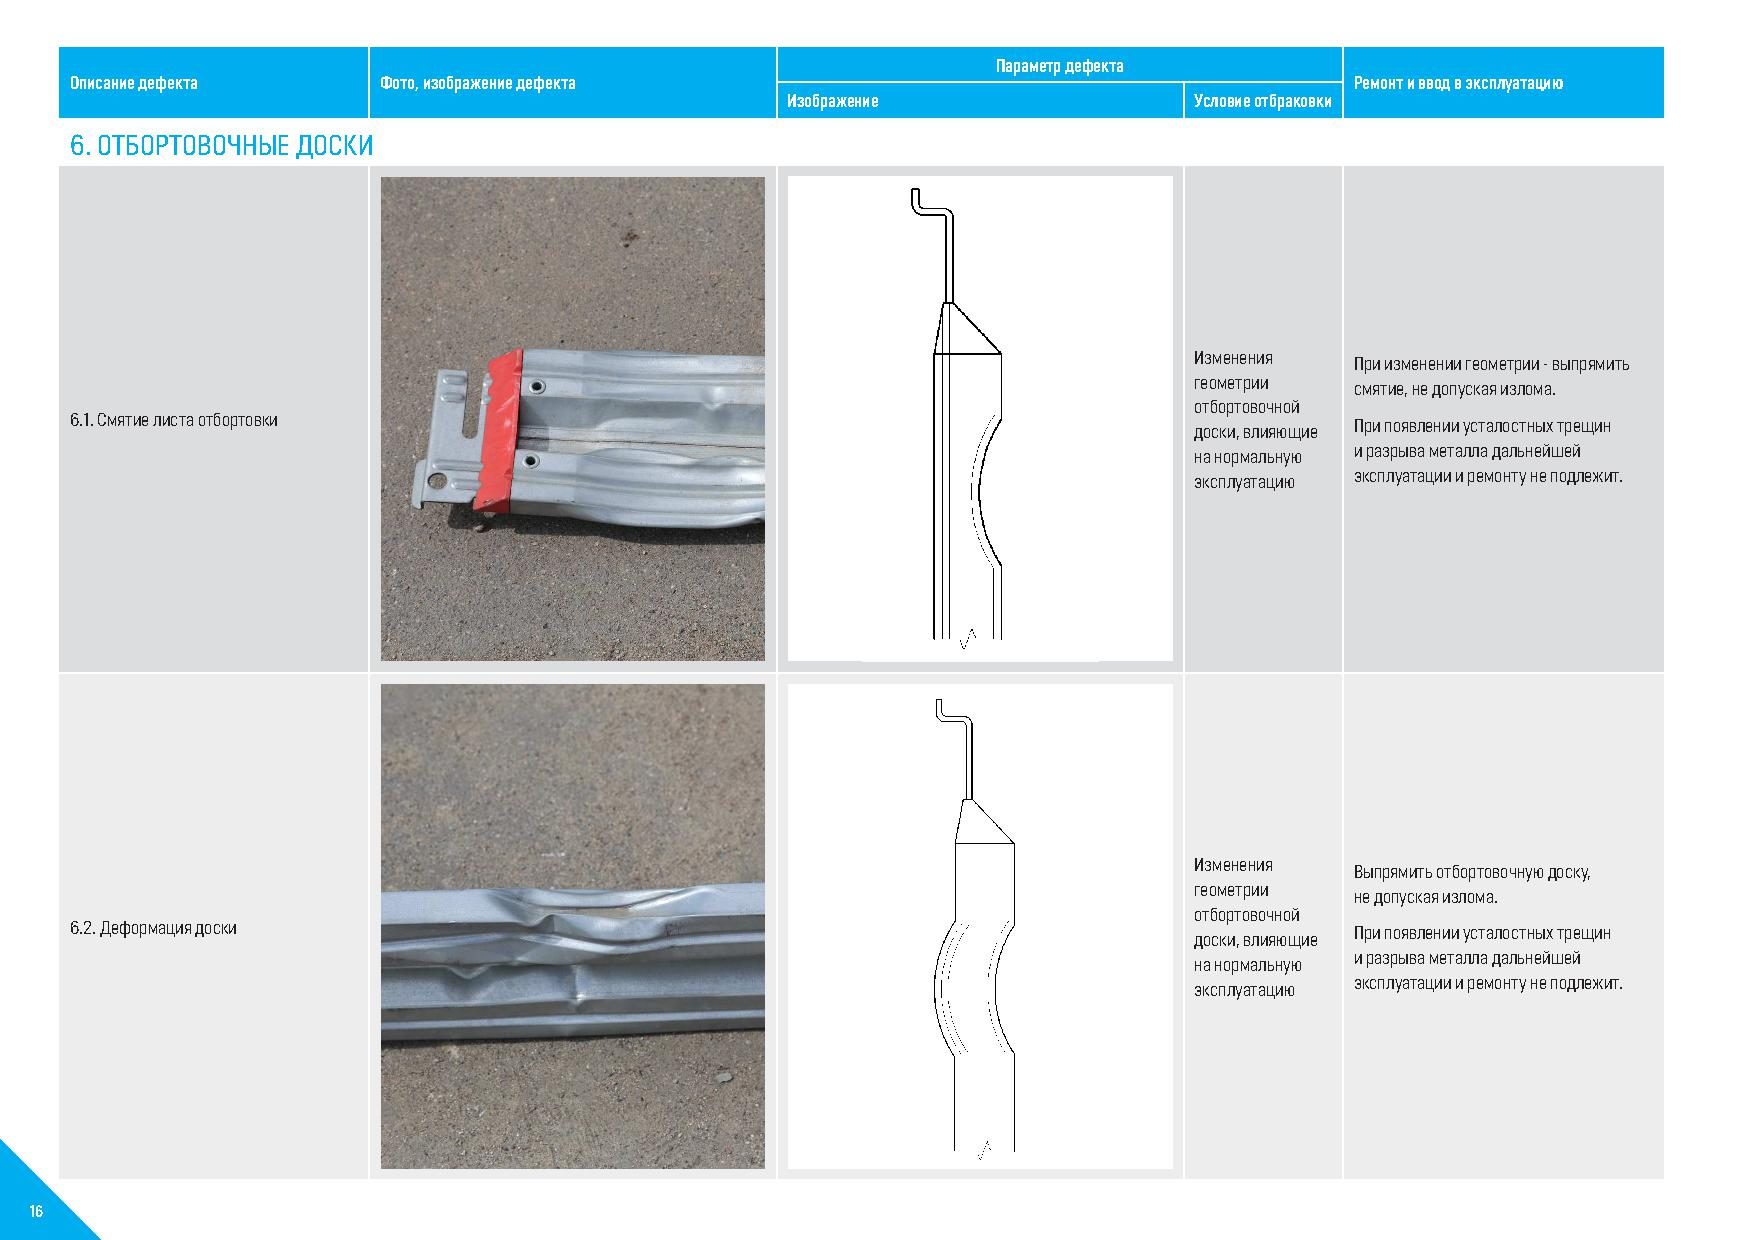 Описание дефекта
Фото, изображение дефекта
Параметр дефекта
Изображение
Условие отбраковки
Ремонт и ввод в эксплуатацию
6. ОТБОРТОВОЧНЫЕ ДОСКИ
6.1. Смятие листа отбортовки
Изменения
геометрии
отбортовочной
доски, влияющие
на нормальную
эксплуатацию
При изменении геометрии - выпрямить
смятие, не допуская излома.
При появлении усталостных трещин
и разрыва металла дальнейшей
эксплуатации и ремонту не подлежит.
6.2. Деформация доски
Изменения
геометрии
отбортовочной
доски, влияющие
на нормальную
эксплуатацию
Выпрямить отбортовочную доску,
не допуская излома.
При появлении усталостных трещин
и разрыва металла дальнейшей
эксплуатации и ремонту не подлежит.
16